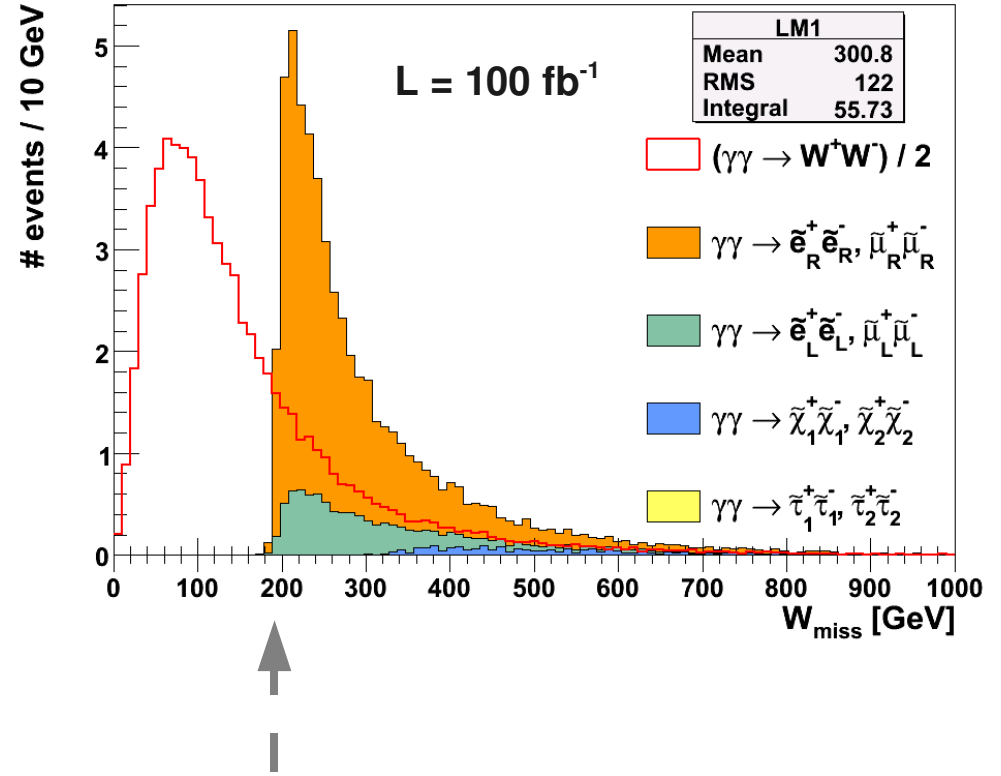 # events / 10 GeV
5
4
3
2
1
0
L = 100 fb⁻¹
LM1
Mean 300.8
RMS 122
Integral 55.73
(γγ → W⁺W⁻) / 2
γγ → ẽ⁺_R ẽ⁻_R, μ̃⁺_R μ̃⁻_R
γγ → ẽ⁺_L ẽ⁻_L, μ̃⁺_L μ̃⁻_L
γγ → χ̃⁺_1 χ̃⁻_1, χ̃⁺_2 χ̃⁻_2
γγ → τ̃⁺_1 τ̃⁻_1, τ̃⁺_2 τ̃⁻_2
0 100 200 300 400 500 600 700 800 900 1000
W_miss [GeV]